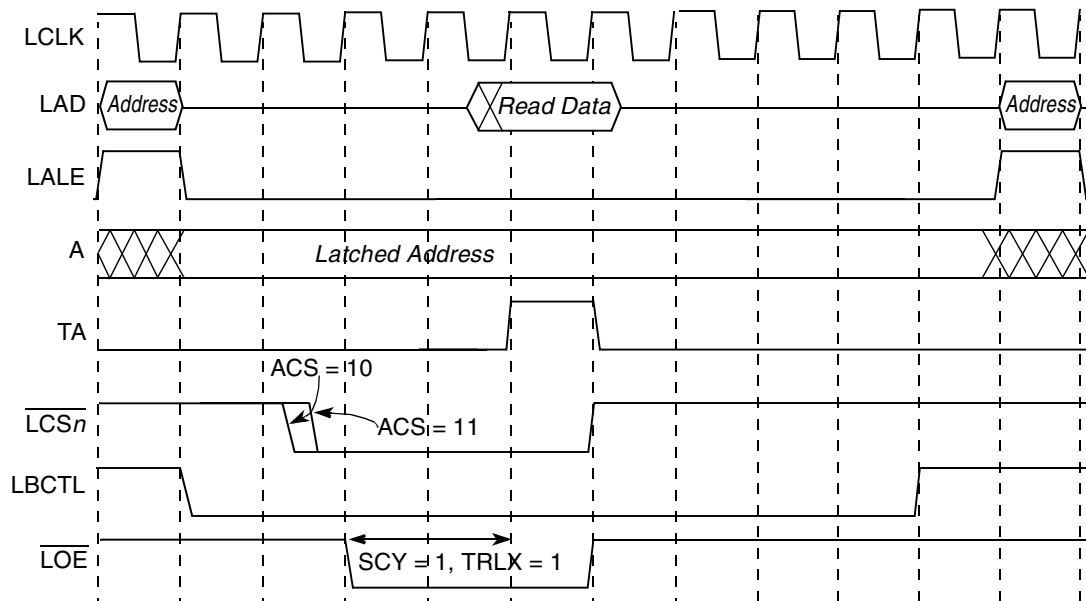 LCLK
LAD Address Read Data Address
LALE
A Latched Address
TA
ACS = 10
LCSn ACS = 11
LBCTL
LOE SCY = 1, TRLX = 1